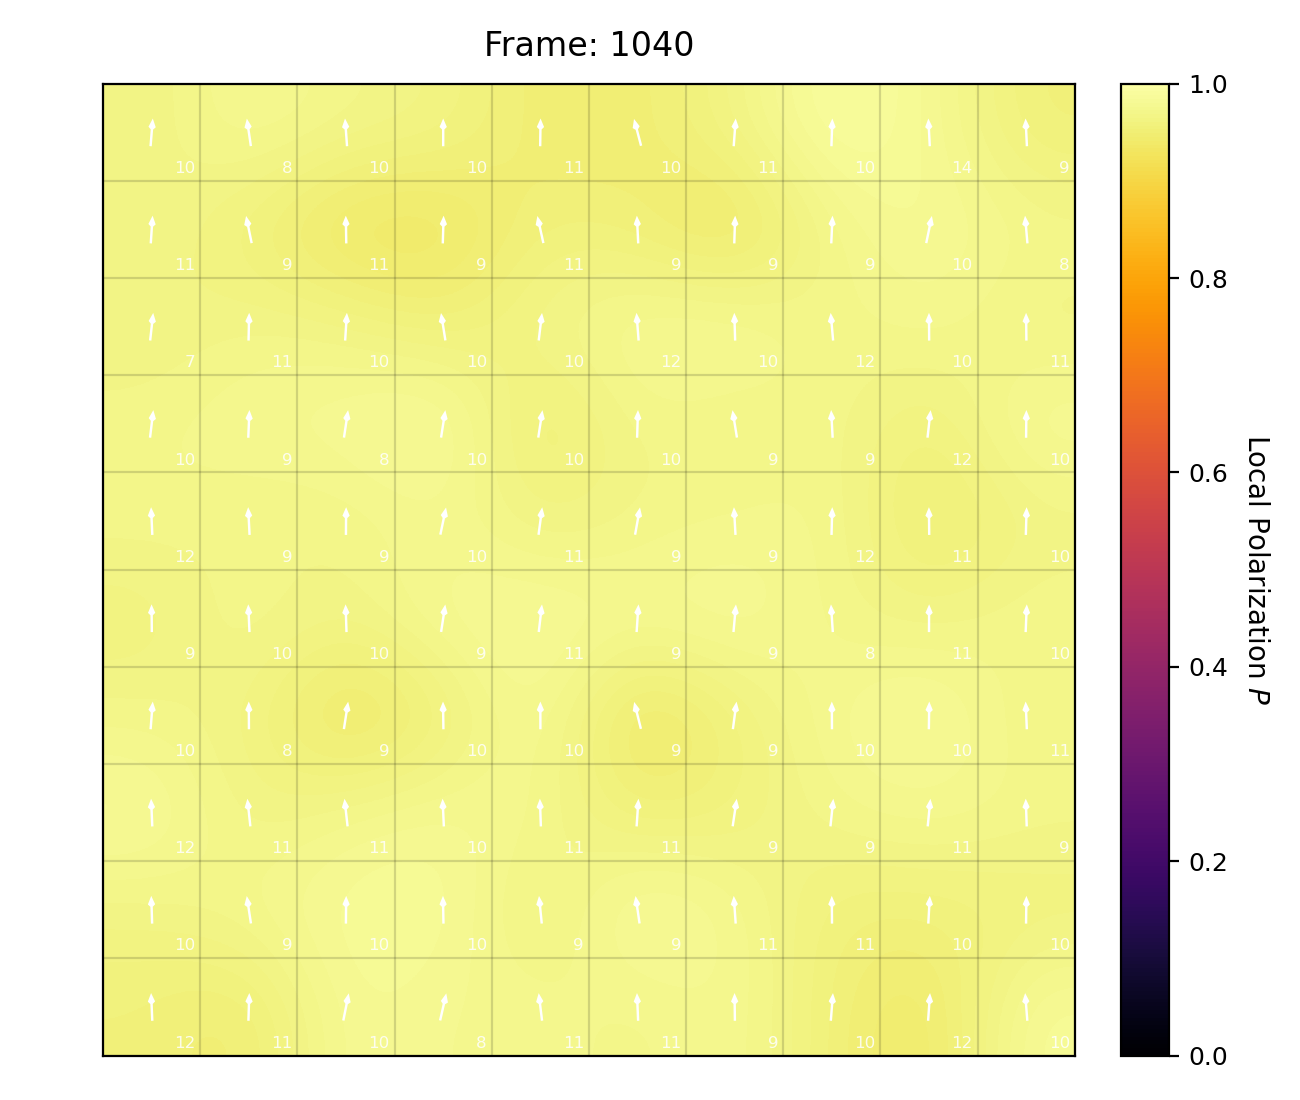 Frame: 1040
10 8 10 10 11 10 11 10 14 9
11 9 11 9 11 9 9 9 10 8
7 11 10 10 10 12 10 12 10 11
10 9 8 10 10 10 9 9 12 10
12 9 9 10 11 9 9 12 11 10
9 10 10 9 11 9 9 8 11 10
10 8 9 10 10 9 9 10 10 11
12 11 11 10 11 11 9 9 11 9
10 9 10 10 9 9 11 11 10 10
12 11 10 8 11 11 9 10 12 10
1.0
0.8
0.6
0.4
0.2
0.0
Local Polarization P